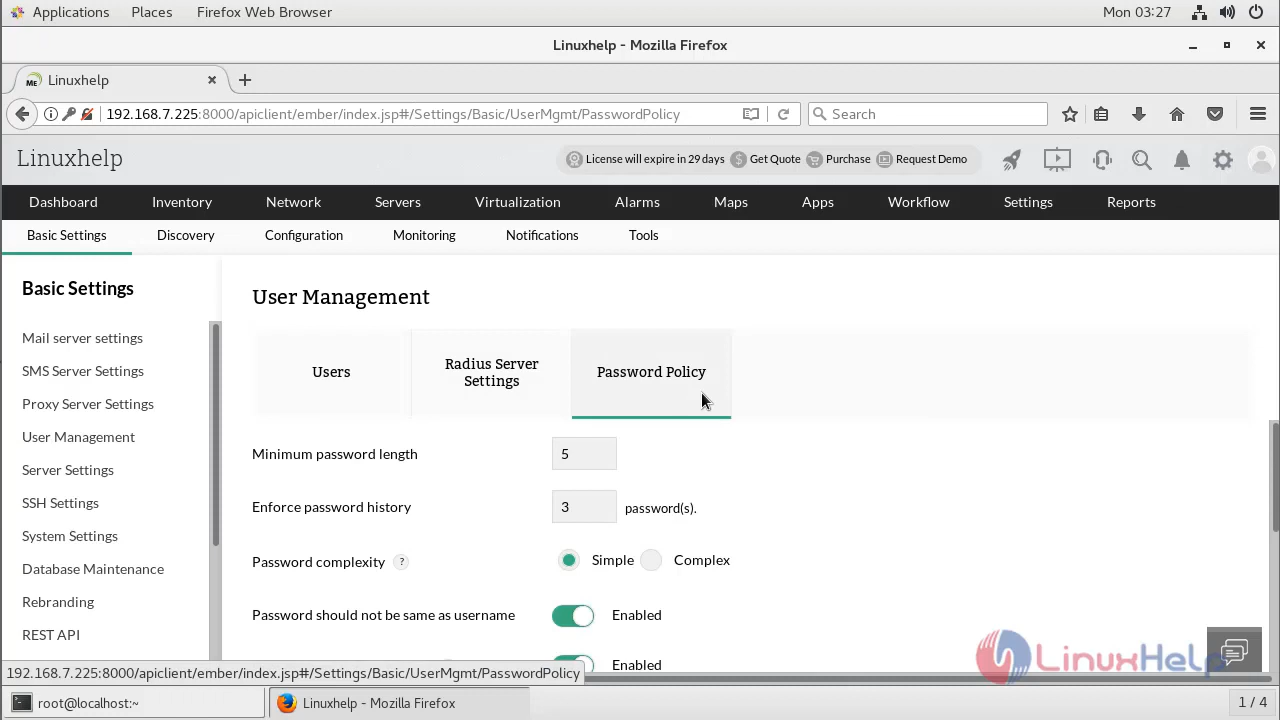 Applications Places Firefox Web Browser Mon 03:27
Linuxhelp - Mozilla Firefox
ME Linuxhelp
192.168.7.225:8000/apiclient/ember/index.jsp#/Settings/Basic/UserMgmt/PasswordPolicy Search
Linuxhelp License will expire in 29 days $ Get Quote Purchase Request Demo
Dashboard Inventory Network Servers Virtualization Alarms Maps Apps Workflow Settings Reports
Basic Settings Discovery Configuration Monitoring Notifications Tools
Basic Settings
Mail server settings
SMS Server Settings
Proxy Server Settings
User Management
Server Settings
SSH Settings
System Settings
Database Maintenance
Rebranding
REST API
User Management
Users
Radius Server
Settings
Password Policy
Minimum password length 5
Enforce password history 3 password(s).
Password complexity ? Simple Complex
Password should not be same as username Enabled
Enabled
LinuxHelp
192.168.7.225:8000/apiclient/ember/index.jsp#/Settings/Basic/UserMgmt/PasswordPolicy
root@localhost:~ Linuxhelp - Mozilla Firefox 1 / 4